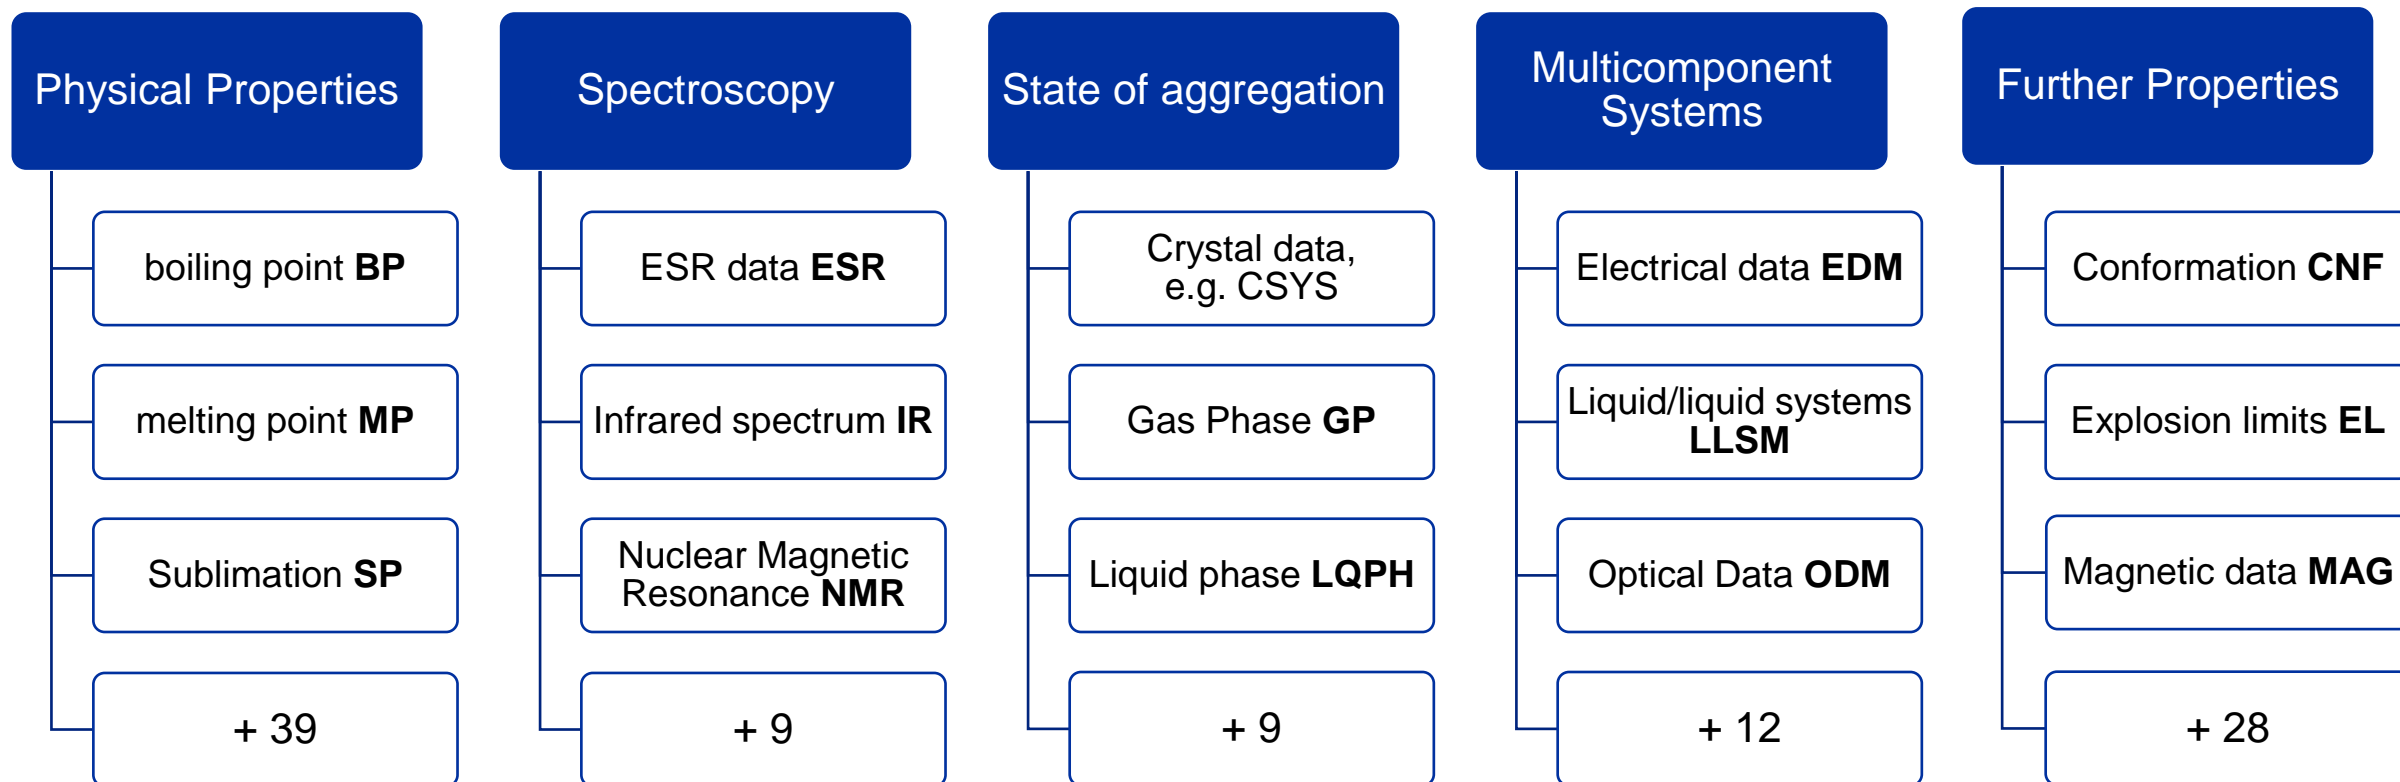 Physical Properties
boiling point BP
melting point MP
Sublimation SP
+ 39
Spectroscopy
ESR data ESR
Infrared spectrum IR
Nuclear Magnetic
Resonance NMR
+ 9
State of aggregation
Crystal data,
e.g. CSYS
Gas Phase GP
Liquid phase LQPH
+ 9
Multicomponent
Systems
Electrical data EDM
Liquid/liquid systems
LLSM
Optical Data ODM
+ 12
Further Properties
Conformation CNF
Explosion limits EL
Magnetic data MAG
+ 28